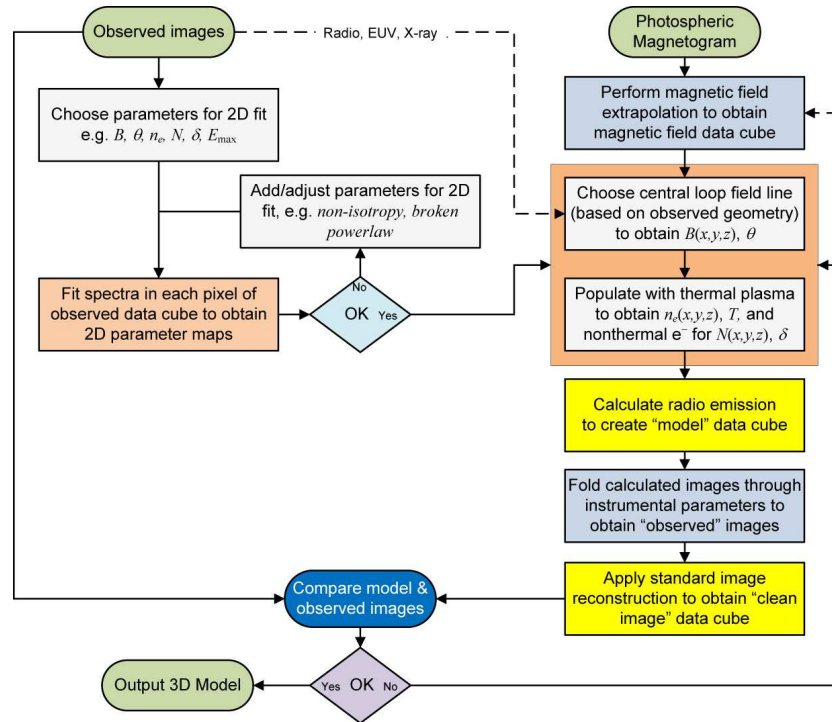 Observed images
Radio, EUV, X-ray .
Photospheric
Magnetogram
Choose parameters for 2D fit
e.g. B, θ, nₑ, N, δ, Eₘₐₓ
Perform magnetic field
extrapolation to obtain
magnetic field data cube
Add/adjust parameters for 2D
fit, e.g. non-isotropy, broken
powerlaw
Choose central loop field line
(based on observed geometry)
to obtain B(x,y,z), θ
Fit spectra in each pixel of
observed data cube to obtain
2D parameter maps
No
OK Yes
Populate with thermal plasma
to obtain nₑ(x,y,z), T, and
nonthermal e⁻ for N(x,y,z), δ
Calculate radio emission
to create “model” data cube
Fold calculated images through
instrumental parameters to
obtain “observed” images
Compare model &
observed images
Apply standard image
reconstruction to obtain “clean
image” data cube
Output 3D Model
Yes OK No